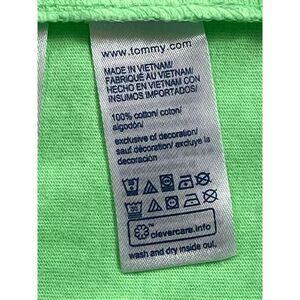 www.tommy.com
MADE IN VIETNAM/
FABRIQUÉ AU VIETNAM/
HECHO EN VIETNAM CON
INSUMOS IMPORTADOS/
100% cotton/ coton/
algodón/
exclusive of decoration/
sauf décoration/ excluye la
decoración
clevercare.info
wash and dry inside out.